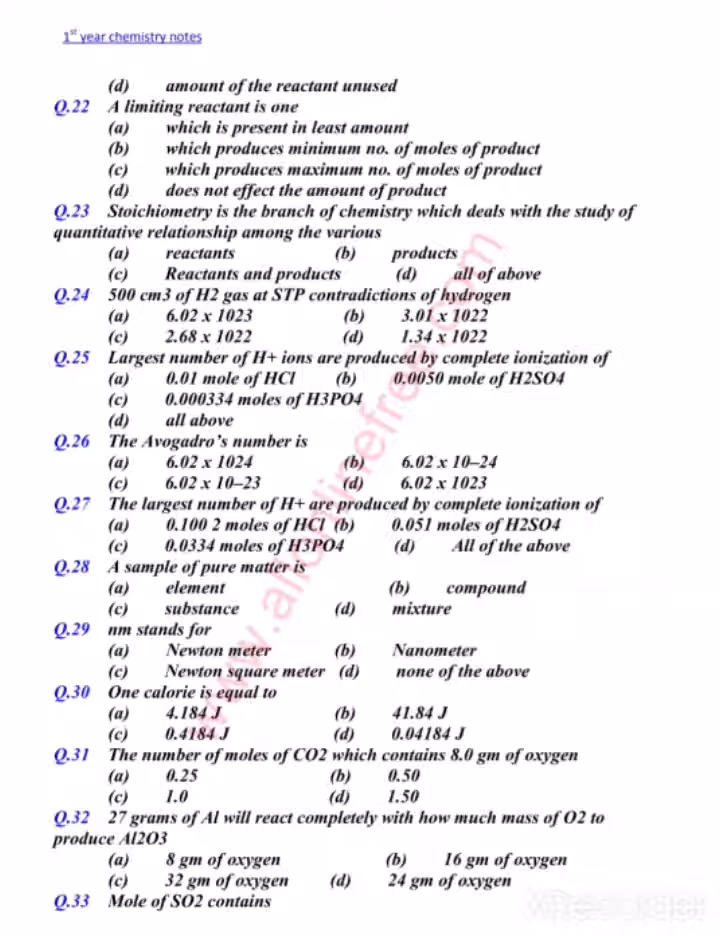 1st year chemistry notes
(d) amount of the reactant unused
Q.22 A limiting reactant is one
(a) which is present in least amount
(b) which produces minimum no. of moles of product
(c) which produces maximum no. of moles of product
(d) does not effect the amount of product
Q.23 Stoichiometry is the branch of chemistry which deals with the study of
quantitative relationship among the various
(a) reactants (b) products
(c) Reactants and products (d) all of above
Q.24 500 cm3 of H2 gas at STP contradictions of hydrogen
(a) 6.02 x 1023 (b) 3.01 x 1022
(c) 2.68 x 1022 (d) 1.34 x 1022
Q.25 Largest number of H+ ions are produced by complete ionization of
(a) 0.01 mole of HCl (b) 0.0050 mole of H2SO4
(c) 0.000334 moles of H3PO4
(d) all above
Q.26 The Avogadro's number is
(a) 6.02 x 1024 (b) 6.02 x 10–24
(c) 6.02 x 10–23 (d) 6.02 x 1023
Q.27 The largest number of H+ are produced by complete ionization of
(a) 0.100 2 moles of HCl (b) 0.051 moles of H2SO4
(c) 0.0334 moles of H3PO4 (d) All of the above
Q.28 A sample of pure matter is
(a) element (b) compound
(c) substance (d) mixture
Q.29 nm stands for
(a) Newton meter (b) Nanometer
(c) Newton square meter (d) none of the above
Q.30 One calorie is equal to
(a) 4.184 J (b) 41.84 J
(c) 0.4184 J (d) 0.04184 J
Q.31 The number of moles of CO2 which contains 8.0 gm of oxygen
(a) 0.25 (b) 0.50
(c) 1.0 (d) 1.50
Q.32 27 grams of Al will react completely with how much mass of O2 to
produce Al2O3
(a) 8 gm of oxygen (b) 16 gm of oxygen
(c) 32 gm of oxygen (d) 24 gm of oxygen
Q.33 Mole of SO2 contains